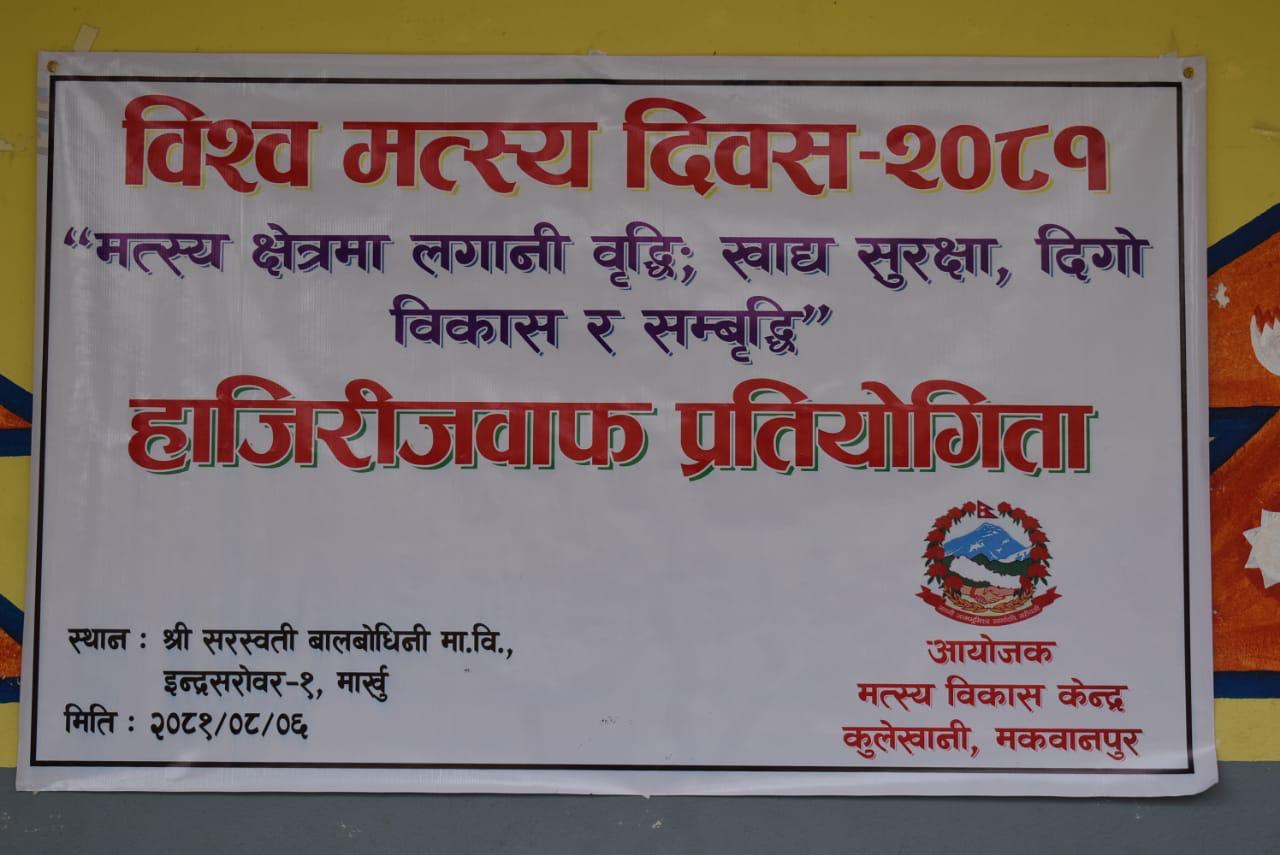 विश्व मत्स्य दिवस-२०८१
“मत्स्य क्षेत्रमा लगानी वृद्धि; खाद्य सुरक्षा, दिगो
विकास र सम्बृद्धि”
हाजिरीजवाफ प्रतियोगिता
स्थान : श्री सरस्वती बालबोधिनी मा.वि.,
इन्द्रसरोवर-१, मार्खु
मिति : २०८१/०८/०६
आयोजक
मत्स्य विकास केन्द्र
कुलेखानी, मकवानपुर